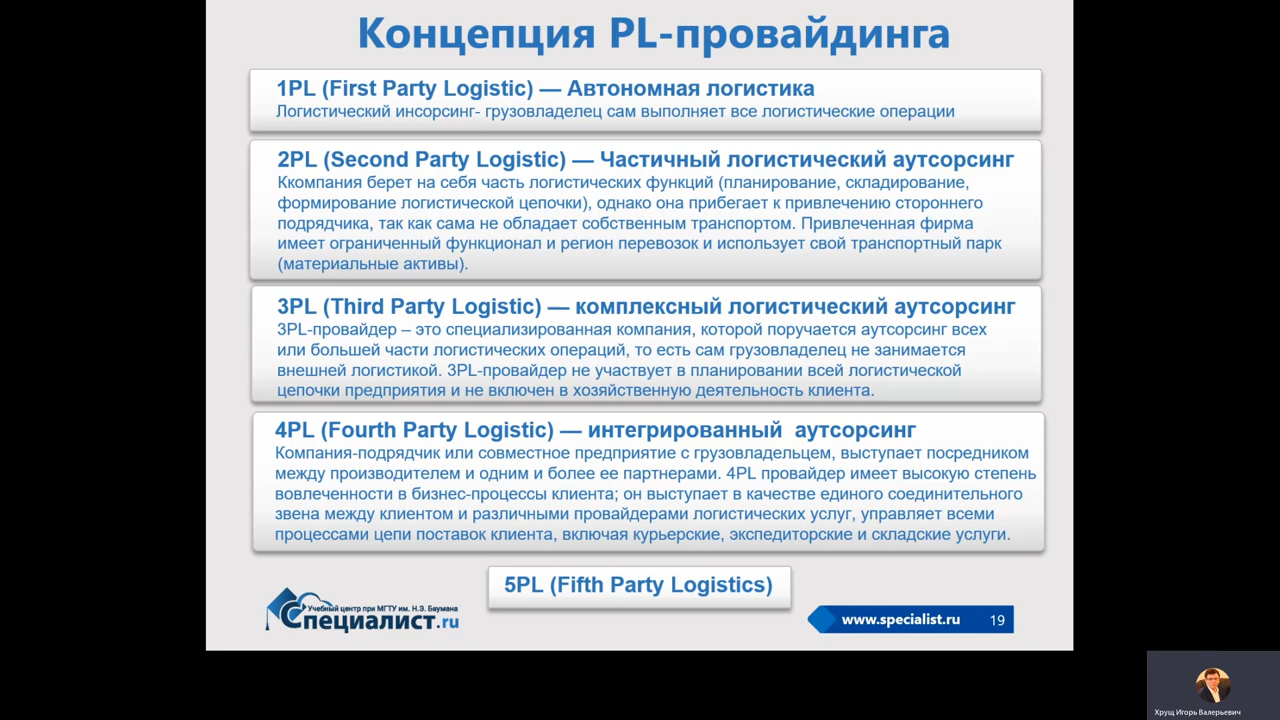 Концепция PL-провайдинга
1PL (First Party Logistic) — Автономная логистика
Логистический инсорсинг- грузовладелец сам выполняет все логистические операции
2PL (Second Party Logistic) — Частичный логистический аутсорсинг
Ккомпания берет на себя часть логистических функций (планирование, складирование,
формирование логистической цепочки), однако она прибегает к привлечению стороннего
подрядчика, так как сама не обладает собственным транспортом. Привлеченная фирма
имеет ограниченный функционал и регион перевозок и использует свой транспортный парк
(материальные активы).
3PL (Third Party Logistic) — комплексный логистический аутсорсинг
3PL-провайдер – это специализированная компания, которой поручается аутсорсинг всех
или большей части логистических операций, то есть сам грузовладелец не занимается
внешней логистикой. 3PL-провайдер не участвует в планировании всей логистической
цепочки предприятия и не включен в хозяйственную деятельность клиента.
4PL (Fourth Party Logistic) — интегрированный  аутсорсинг
Компания-подрядчик или совместное предприятие с грузовладельцем, выступает посредником
между производителем и одним и более ее партнерами. 4PL провайдер имеет высокую степень
вовлеченности в бизнес-процессы клиента; он выступает в качестве единого соединительного
звена между клиентом и различными провайдерами логистических услуг, управляет всеми
процессами цепи поставок клиента, включая курьерские, экспедиторские и складские услуги.
5PL (Fifth Party Logistics)
Учебный центр при МГТУ им. Н.Э. Баумана
Специалист.ru
www.specialist.ru 19
Хрущ Игорь Валерьевич